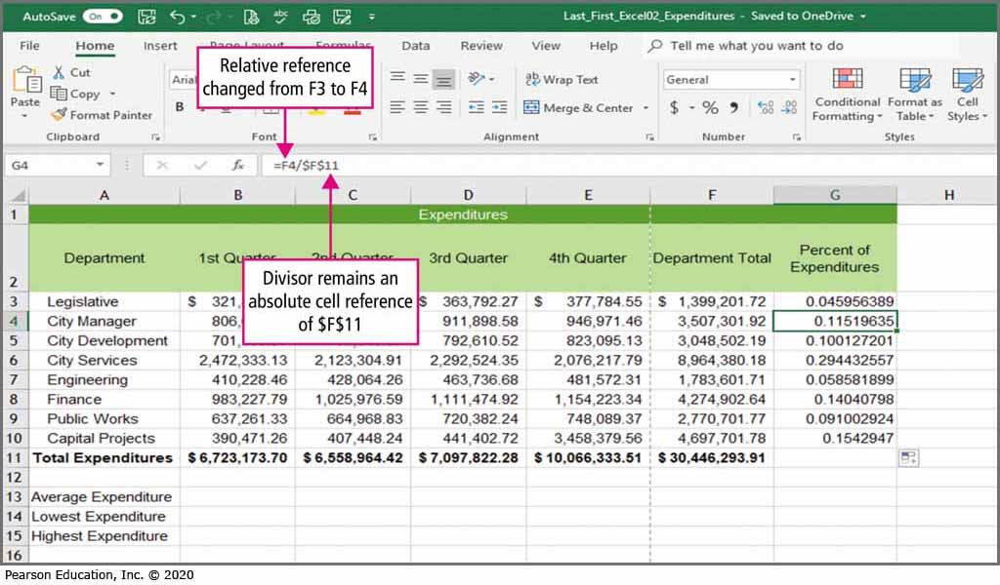 AutoSave On Last_First_Excel02_Expenditures - Saved to OneDrive
File Home Insert Page Layout Formulas Data Review View Help Tell me what you want to do
Relative reference
changed from F3 to F4
Paste
Cut
Copy
Format Painter
Clipboard
Arial
B
Font
ab Wrap Text
Merge & Center
Alignment
General
$ % ,
Number
Conditional
Formatting
Format as
Table
Cell
Styles
Styles
G4 fx =F4/$F$11
A B C D E F G H
1 Expenditures
2 Department 1st Quarter 2nd Quarter 3rd Quarter 4th Quarter Department Total Percent of
Expenditures
Divisor remains an
absolute cell reference
of $F$11
3 Legislative $ 321, $ 363,792.27 $ 377,784.55 $ 1,399,201.72 0.045956389
4 City Manager 806, 911,898.58 946,971.46 3,507,301.92 0.11519635
5 City Development 701, 792,610.52 823,095.13 3,048,502.19 0.100127201
6 City Services 2,472,333.13 2,123,304.91 2,292,524.35 2,076,217.79 8,964,380.18 0.294432557
7 Engineering 410,228.46 428,064.26 463,736.68 481,572.31 1,783,601.71 0.058581899
8 Finance 983,227.79 1,025,976.59 1,111,474.92 1,154,223.34 4,274,902.64 0.14040798
9 Public Works 637,261.33 664,968.83 720,382.24 748,089.37 2,770,701.77 0.091002924
10 Capital Projects 390,471.26 407,448.24 441,402.72 3,458,379.56 4,697,701.78 0.1542947
11 Total Expenditures $ 6,723,173.70 $ 6,558,964.42 $ 7,097,822.28 $ 10,066,333.51 $ 30,446,293.91
12
13 Average Expenditure
14 Lowest Expenditure
15 Highest Expenditure
16
Pearson Education, Inc. © 2020